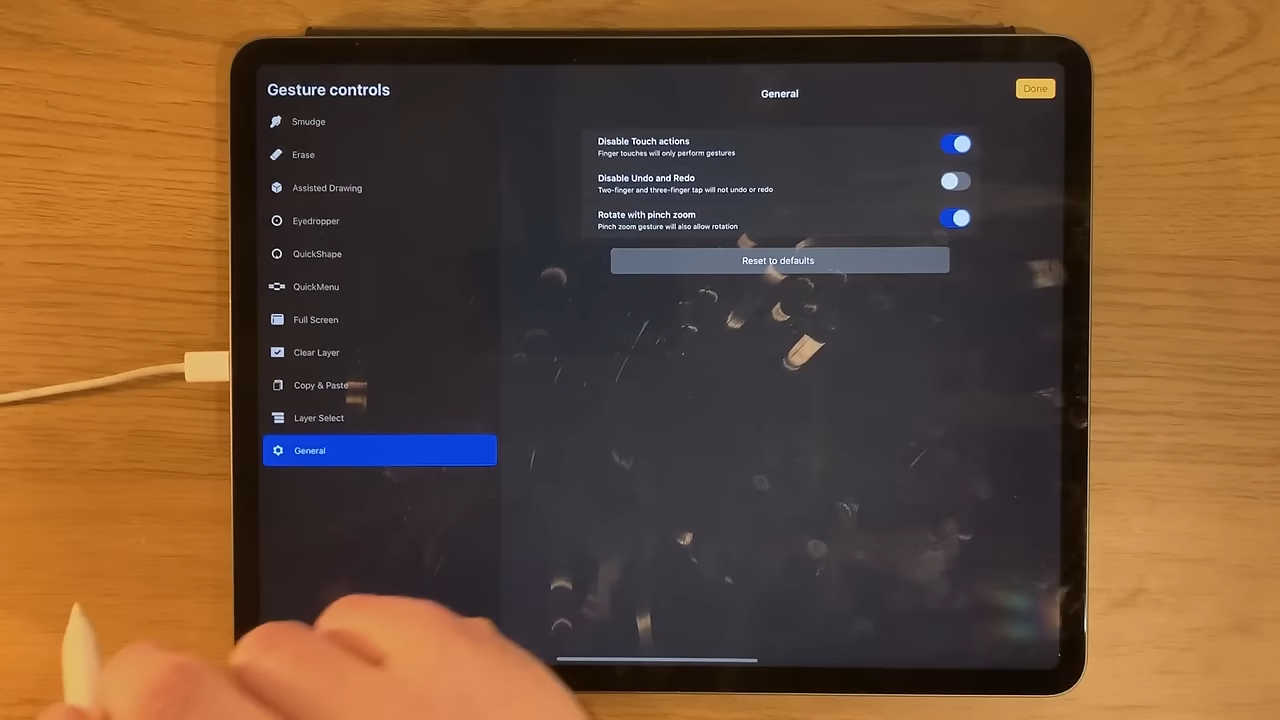 Gesture controls
Smudge
Erase
Assisted Drawing
Eyedropper
QuickShape
QuickMenu
Full Screen
Clear Layer
Copy & Paste
Layer Select
General
General
Done
Disable Touch actions
Finger touches will only perform gestures
Disable Undo and Redo
Two-finger and three-finger tap will not undo or redo
Rotate with pinch zoom
Pinch zoom gesture will also allow rotation
Reset to defaults